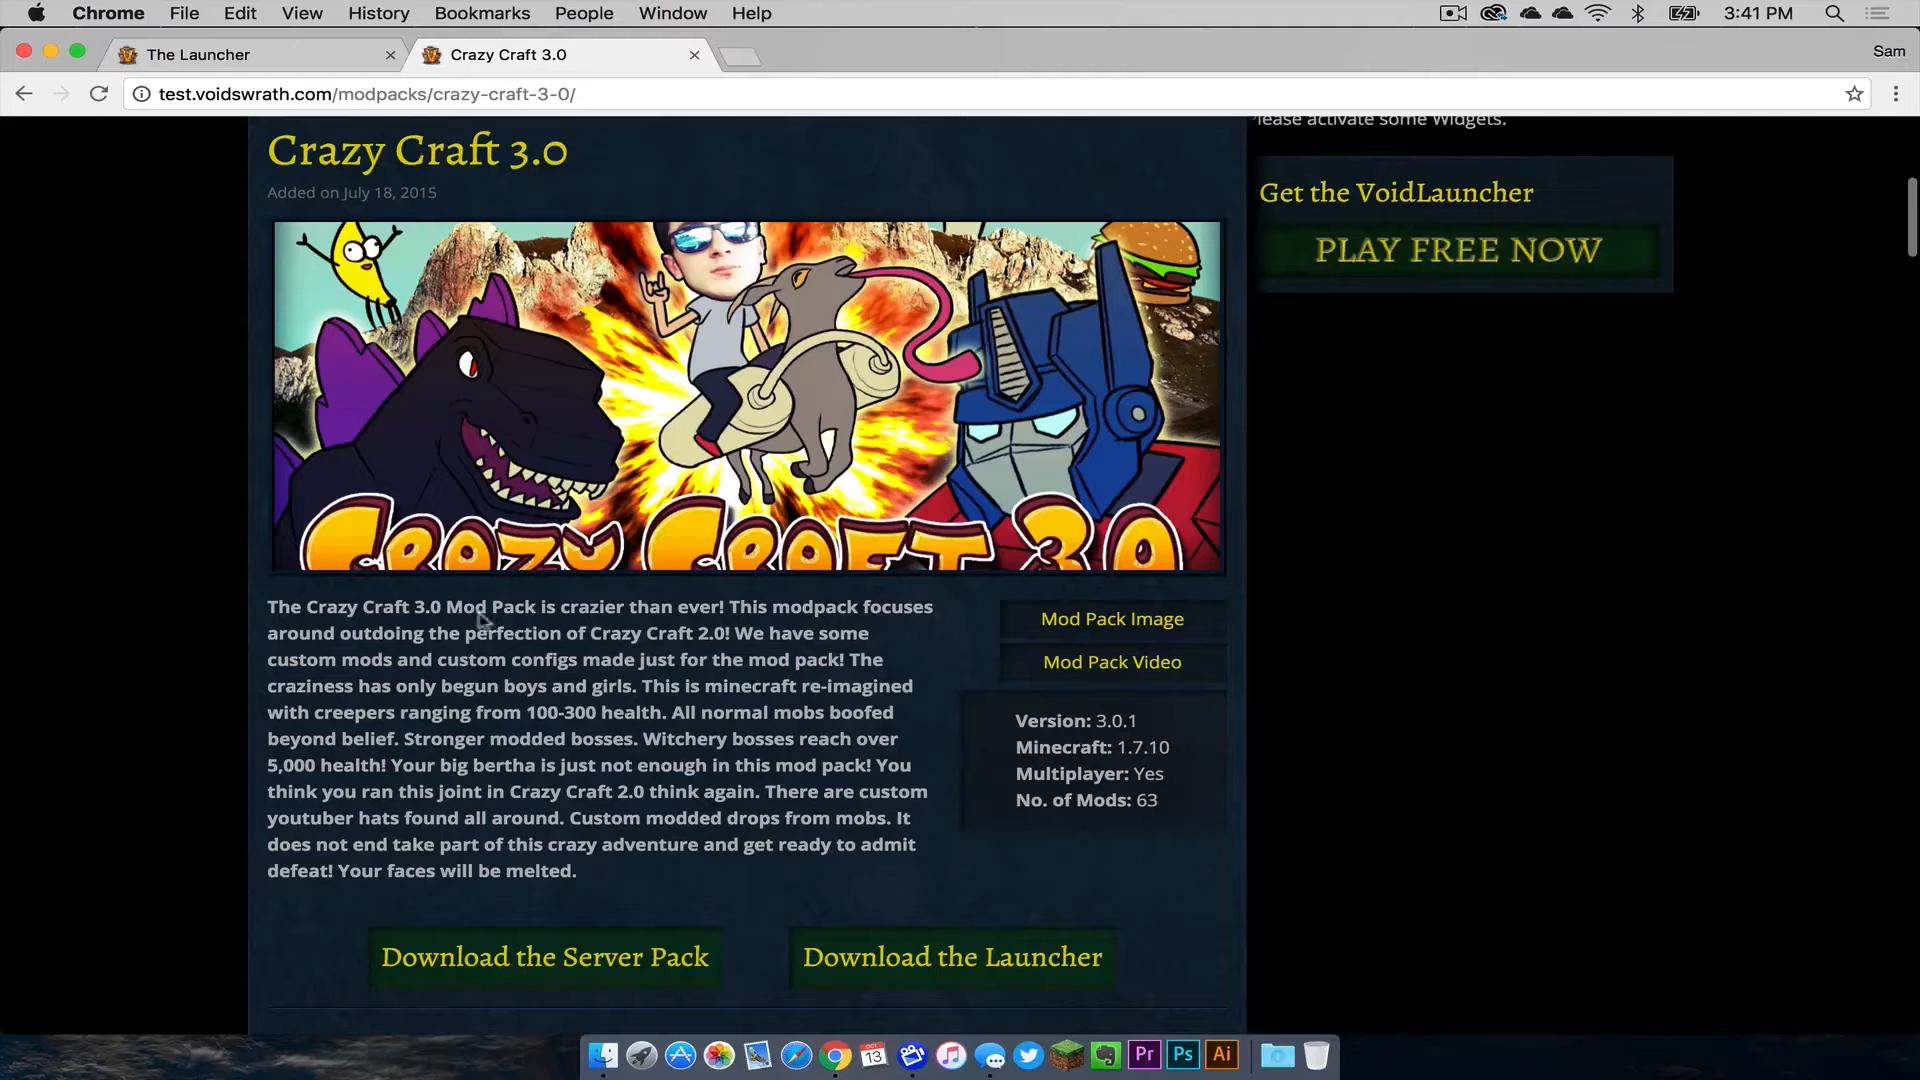 Chrome File Edit View History Bookmarks People Window Help 3:41 PM
The Launcher Crazy Craft 3.0 Sam
test.voidswrath.com/modpacks/crazy-craft-3-0/
Please activate some Widgets.
Crazy Craft 3.0
Added on July 18, 2015
Get the VoidLauncher
PLAY FREE NOW
CRAZY CRAFT 3.0
The Crazy Craft 3.0 Mod Pack is crazier than ever! This modpack focuses
around outdoing the perfection of Crazy Craft 2.0! We have some
custom mods and custom configs made just for the mod pack! The
craziness has only begun boys and girls. This is minecraft re-imagined
with creepers ranging from 100-300 health. All normal mobs boofed
beyond belief. Stronger modded bosses. Witchery bosses reach over
5,000 health! Your big bertha is just not enough in this mod pack! You
think you ran this joint in Crazy Craft 2.0 think again. There are custom
youtuber hats found all around. Custom modded drops from mobs. It
does not end take part of this crazy adventure and get ready to admit
defeat! Your faces will be melted.
Mod Pack Image
Mod Pack Video
Version: 3.0.1
Minecraft: 1.7.10
Multiplayer: Yes
No. of Mods: 63
Download the Server Pack
Download the Launcher
OCT
13
Pr
Ps
Ai